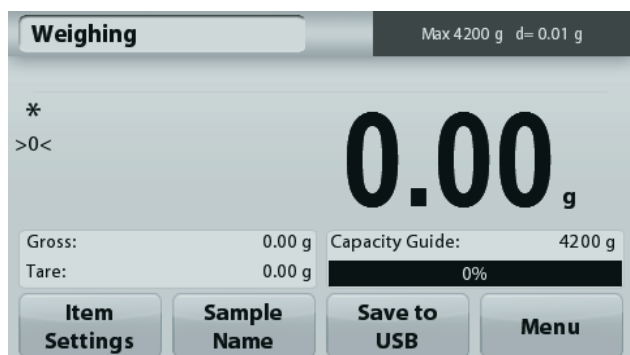 Weighing
Max 4200 g d= 0.01 g
*
>0<
0.00 g
Gross: 0.00 g
Tare: 0.00 g
Capacity Guide: 4200 g
0%
Item
Settings
Sample
Name
Save to
USB
Menu